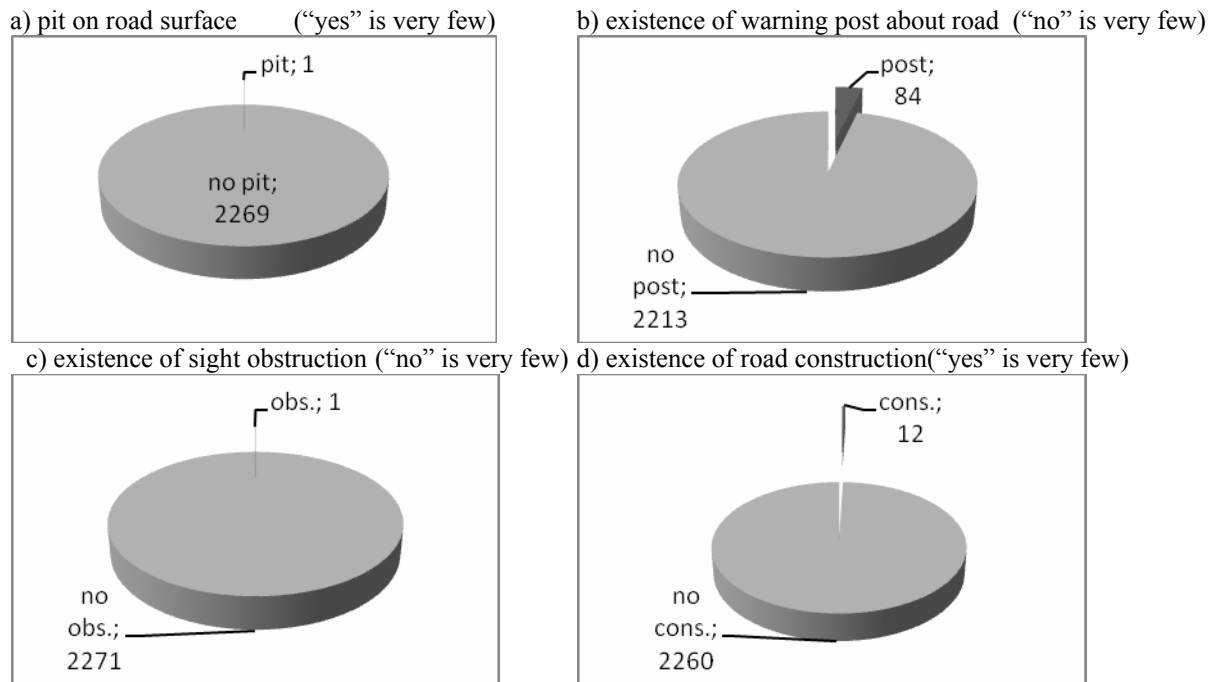 a) pit on road surface (“yes” is very few)
pit; 1
no pit;
2269
b) existence of warning post about road (“no” is very few)
post;
84
no
post;
2213
c) existence of sight obstruction (“no” is very few)
obs.; 1
no
obs.;
2271
d) existence of road construction(“yes” is very few)
cons.;
12
no
cons.;
2260